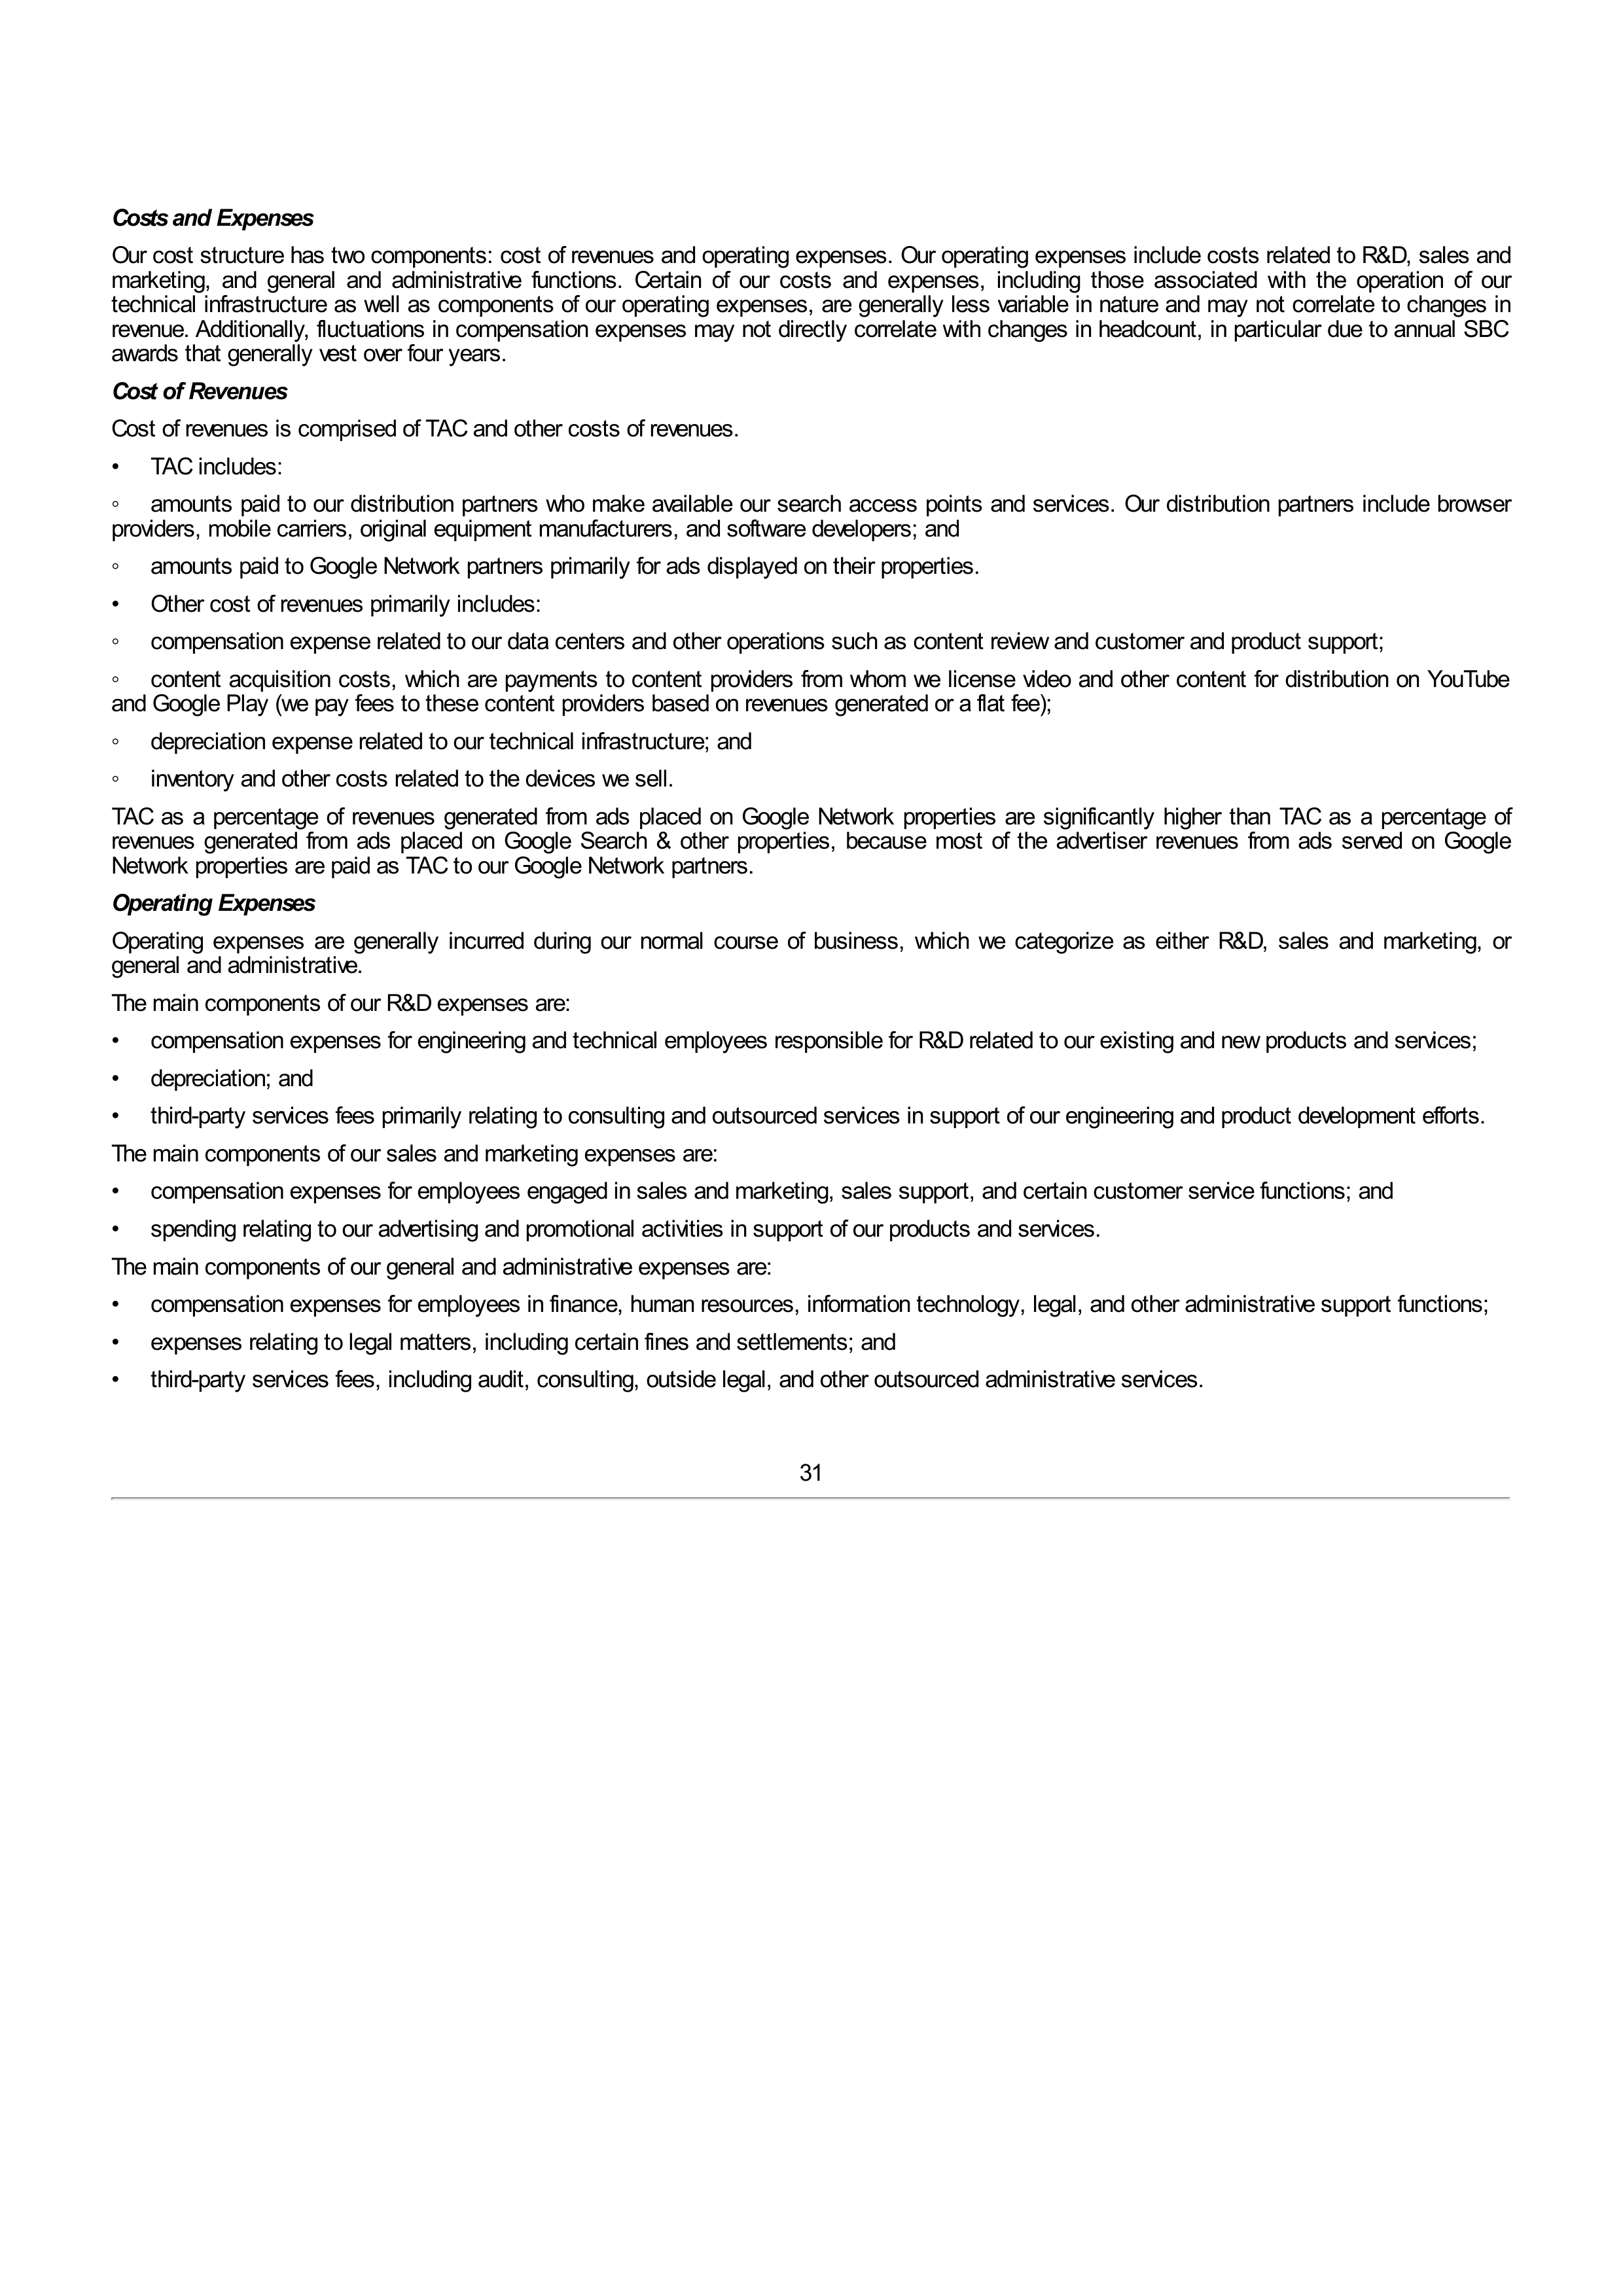 Costs and Expenses
Our cost structure has two components: cost of revenues and operating expenses. Our operating expenses include costs related to R&D, sales and
marketing, and general and administrative functions. Certain of our costs and expenses, including those associated with the operation of our
technical infrastructure as well as components of our operating expenses, are generally less variable in nature and may not correlate to changes in
revenue. Additionally, fluctuations in compensation expenses may not directly correlate with changes in headcount, in particular due to annual SBC
awards that generally vest over four years.
Cost of Revenues
Cost of revenues is comprised of TAC and other costs of revenues.
• TAC includes:
◦ amounts paid to our distribution partners who make available our search access points and services. Our distribution partners include browser
providers, mobile carriers, original equipment manufacturers, and software developers; and
◦ amounts paid to Google Network partners primarily for ads displayed on their properties.
• Other cost of revenues primarily includes:
◦ compensation expense related to our data centers and other operations such as content review and customer and product support;
◦ content acquisition costs, which are payments to content providers from whom we license video and other content for distribution on YouTube
and Google Play (we pay fees to these content providers based on revenues generated or a flat fee);
◦ depreciation expense related to our technical infrastructure; and
◦ inventory and other costs related to the devices we sell.
TAC as a percentage of revenues generated from ads placed on Google Network properties are significantly higher than TAC as a percentage of
revenues generated from ads placed on Google Search & other properties, because most of the advertiser revenues from ads served on Google
Network properties are paid as TAC to our Google Network partners.
Operating Expenses
Operating expenses are generally incurred during our normal course of business, which we categorize as either R&D, sales and marketing, or
general and administrative.
The main components of our R&D expenses are:
• compensation expenses for engineering and technical employees responsible for R&D related to our existing and new products and services;
• depreciation; and
• third-party services fees primarily relating to consulting and outsourced services in support of our engineering and product development efforts.
The main components of our sales and marketing expenses are:
• compensation expenses for employees engaged in sales and marketing, sales support, and certain customer service functions; and
• spending relating to our advertising and promotional activities in support of our products and services.
The main components of our general and administrative expenses are:
• compensation expenses for employees in finance, human resources, information technology, legal, and other administrative support functions;
• expenses relating to legal matters, including certain fines and settlements; and
• third-party services fees, including audit, consulting, outside legal, and other outsourced administrative services.
31